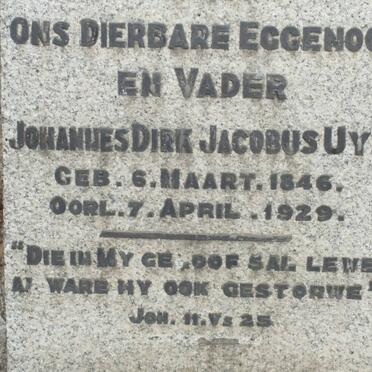 ONS DIERBARE EGGENOO
EN VADER
JOHANNES DIRK JACOBUS UY
GEB. 6. MAART. 1846.
OORL. 7. APRIL. 1929.
"DIE IN MY GE OOF SAL LEWE
AL WARE HY OOK GESTORWE"
JOH. 11. VS 25